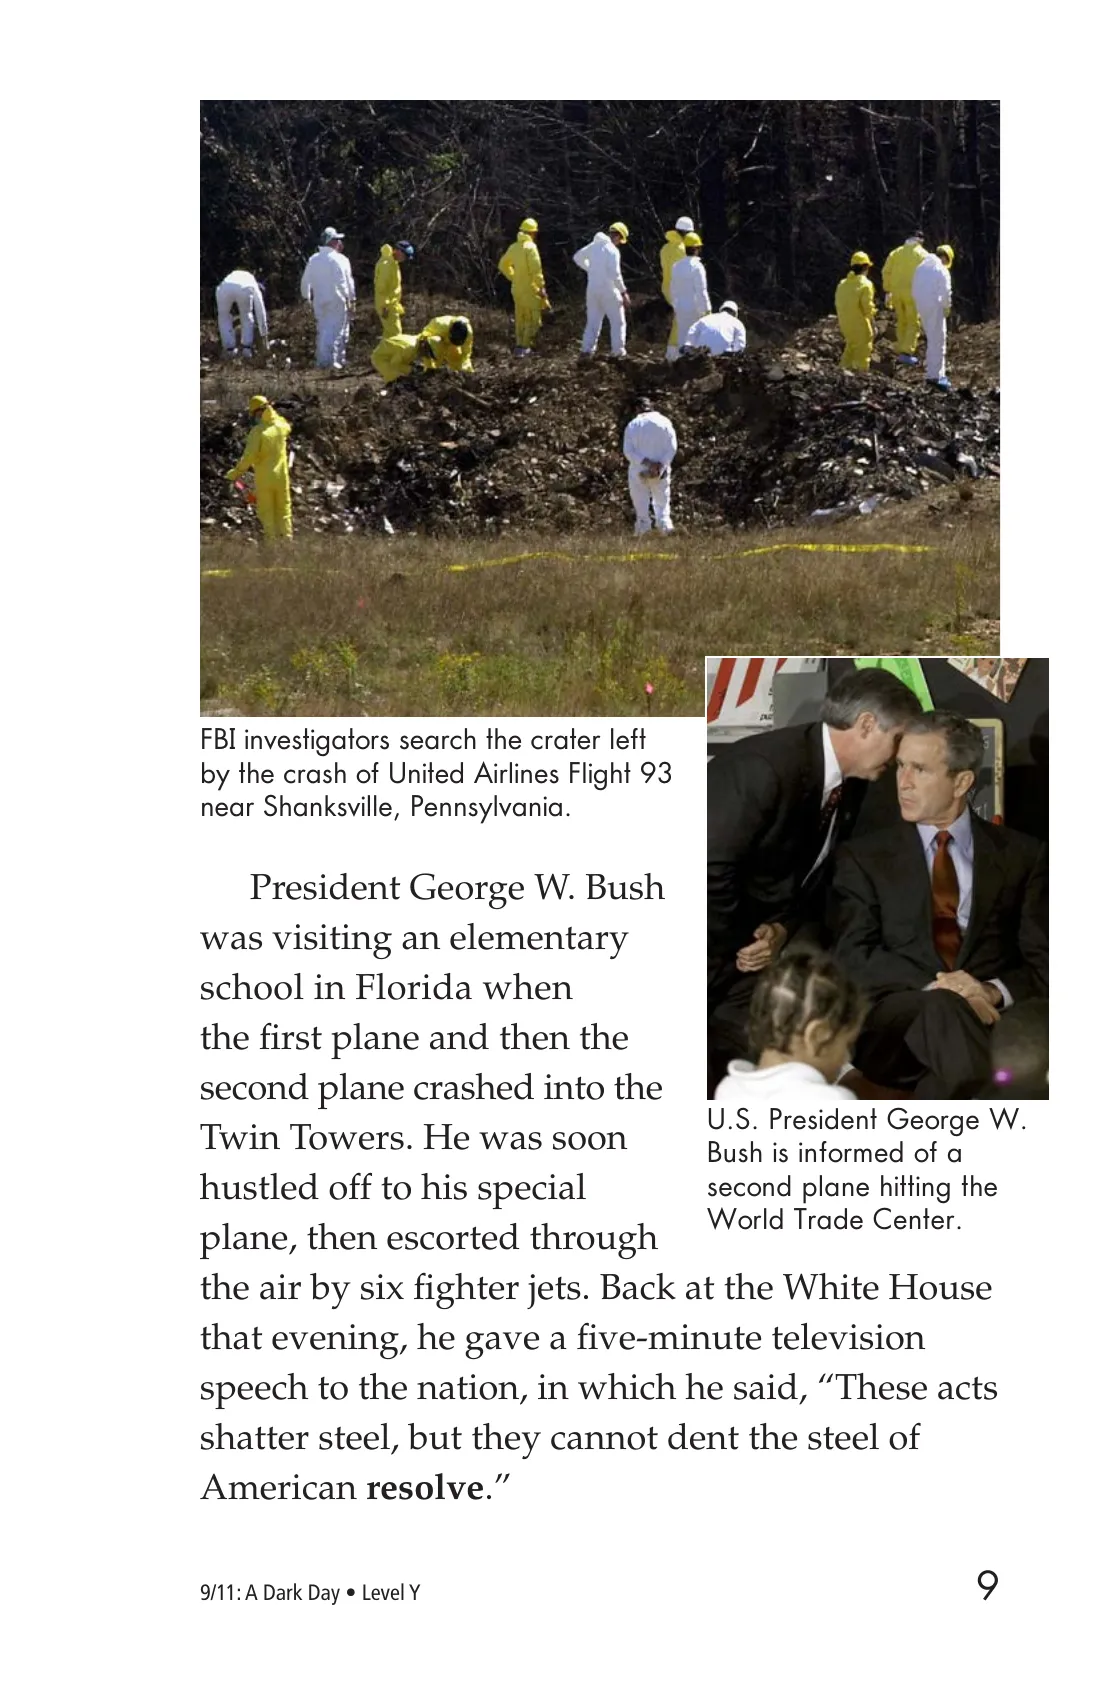 FBI investigators search the crater left
by the crash of United Airlines Flight 93
near Shanksville, Pennsylvania.
President George W. Bush
was visiting an elementary
school in Florida when
the first plane and then the
second plane crashed into the
Twin Towers. He was soon
hustled off to his special
plane, then escorted through
the air by six fighter jets. Back at the White House
that evening, he gave a five-minute television
speech to the nation, in which he said, “These acts
shatter steel, but they cannot dent the steel of
American resolve.”
U.S. President George W.
Bush is informed of a
second plane hitting the
World Trade Center.
9/11: A Dark Day • Level Y
9